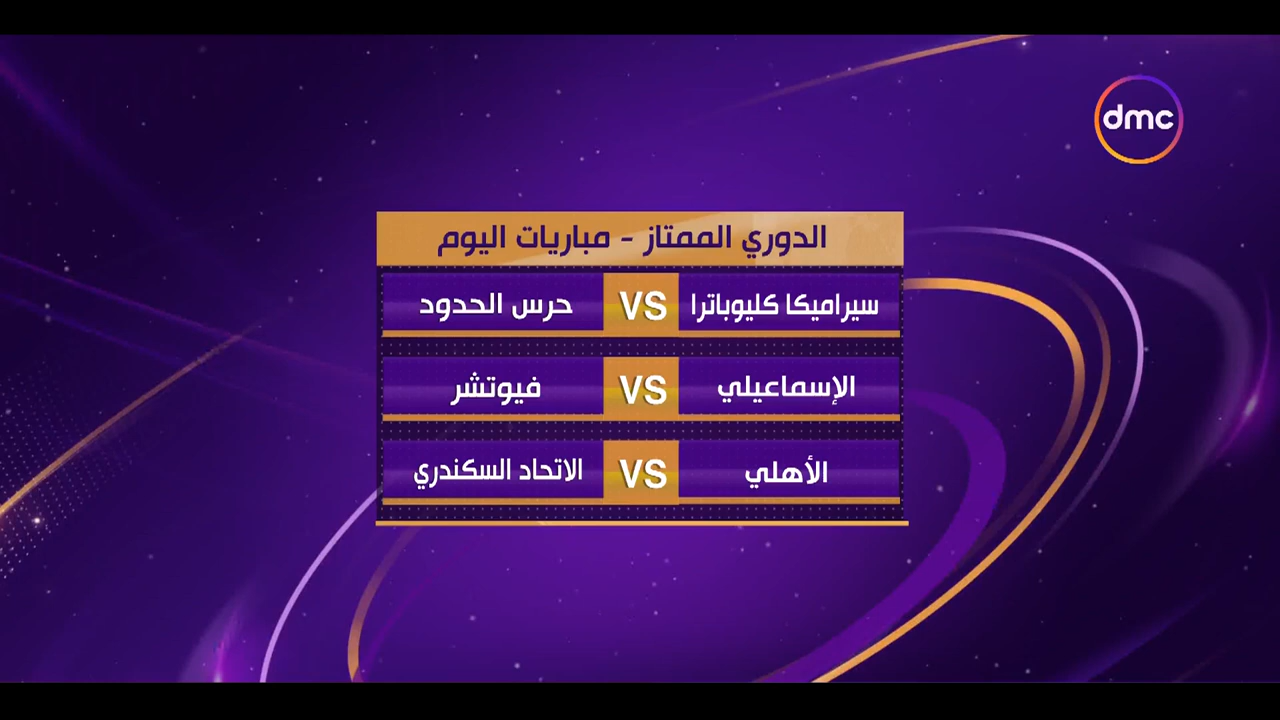 dmc
الدوري الممتاز - مباريات اليوم
سيراميكا كليوباترا VS حرس الحدود
الإسماعيلي VS فيوتشر
الأهلي VS الاتحاد السكندري